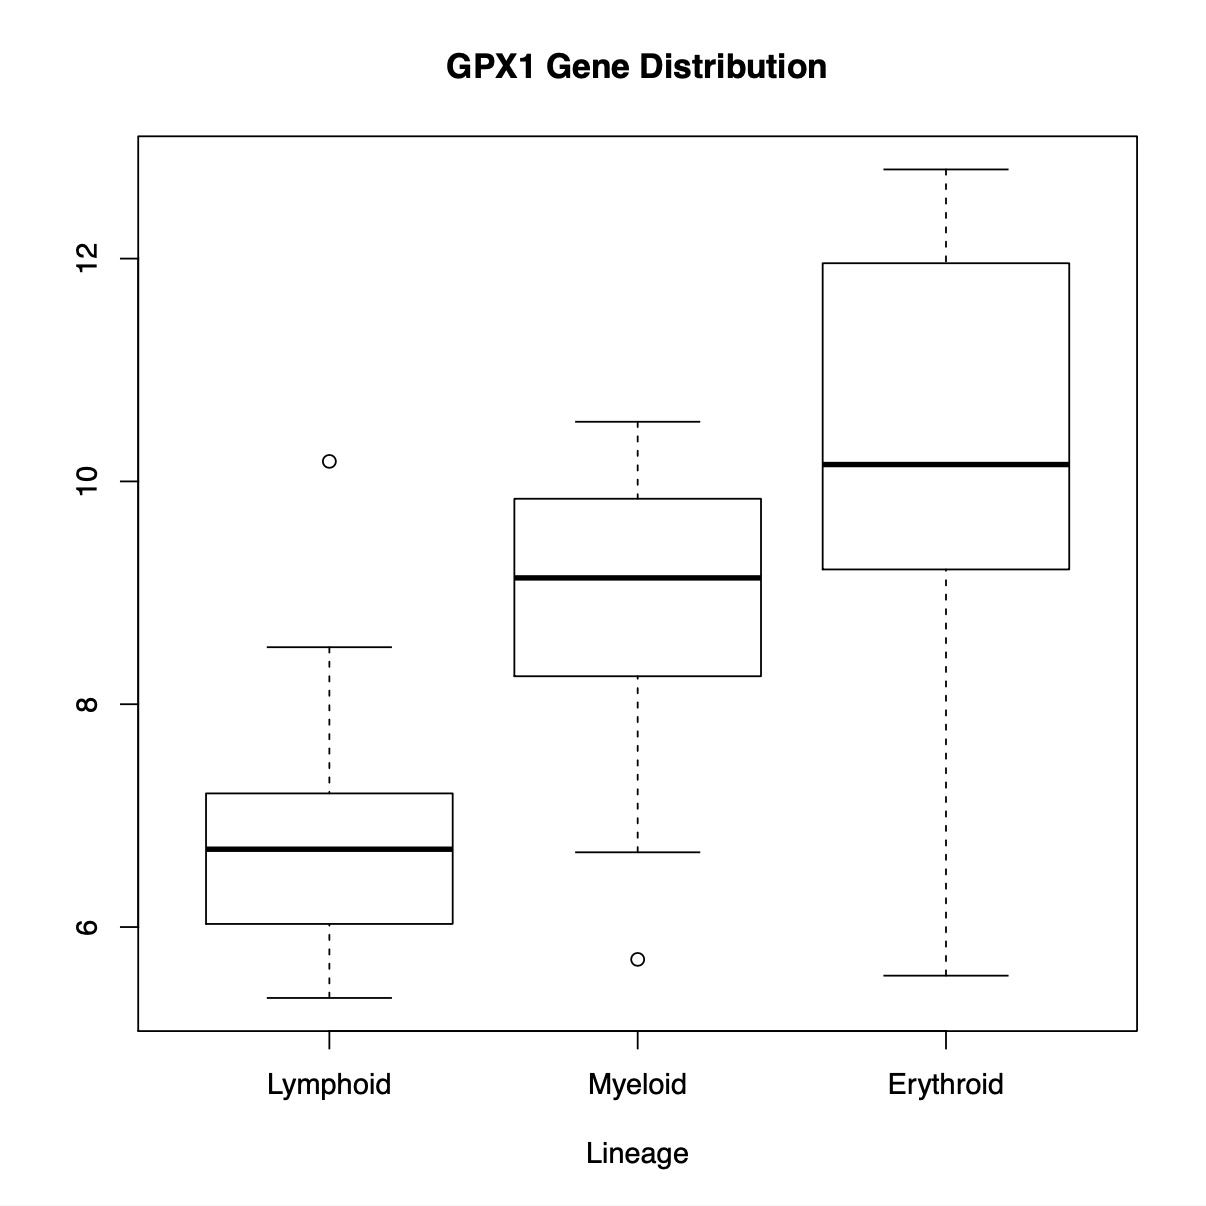 GPX1 Gene Distribution
12
10
8
6
Lymphoid Myeloid Erythroid
Lineage